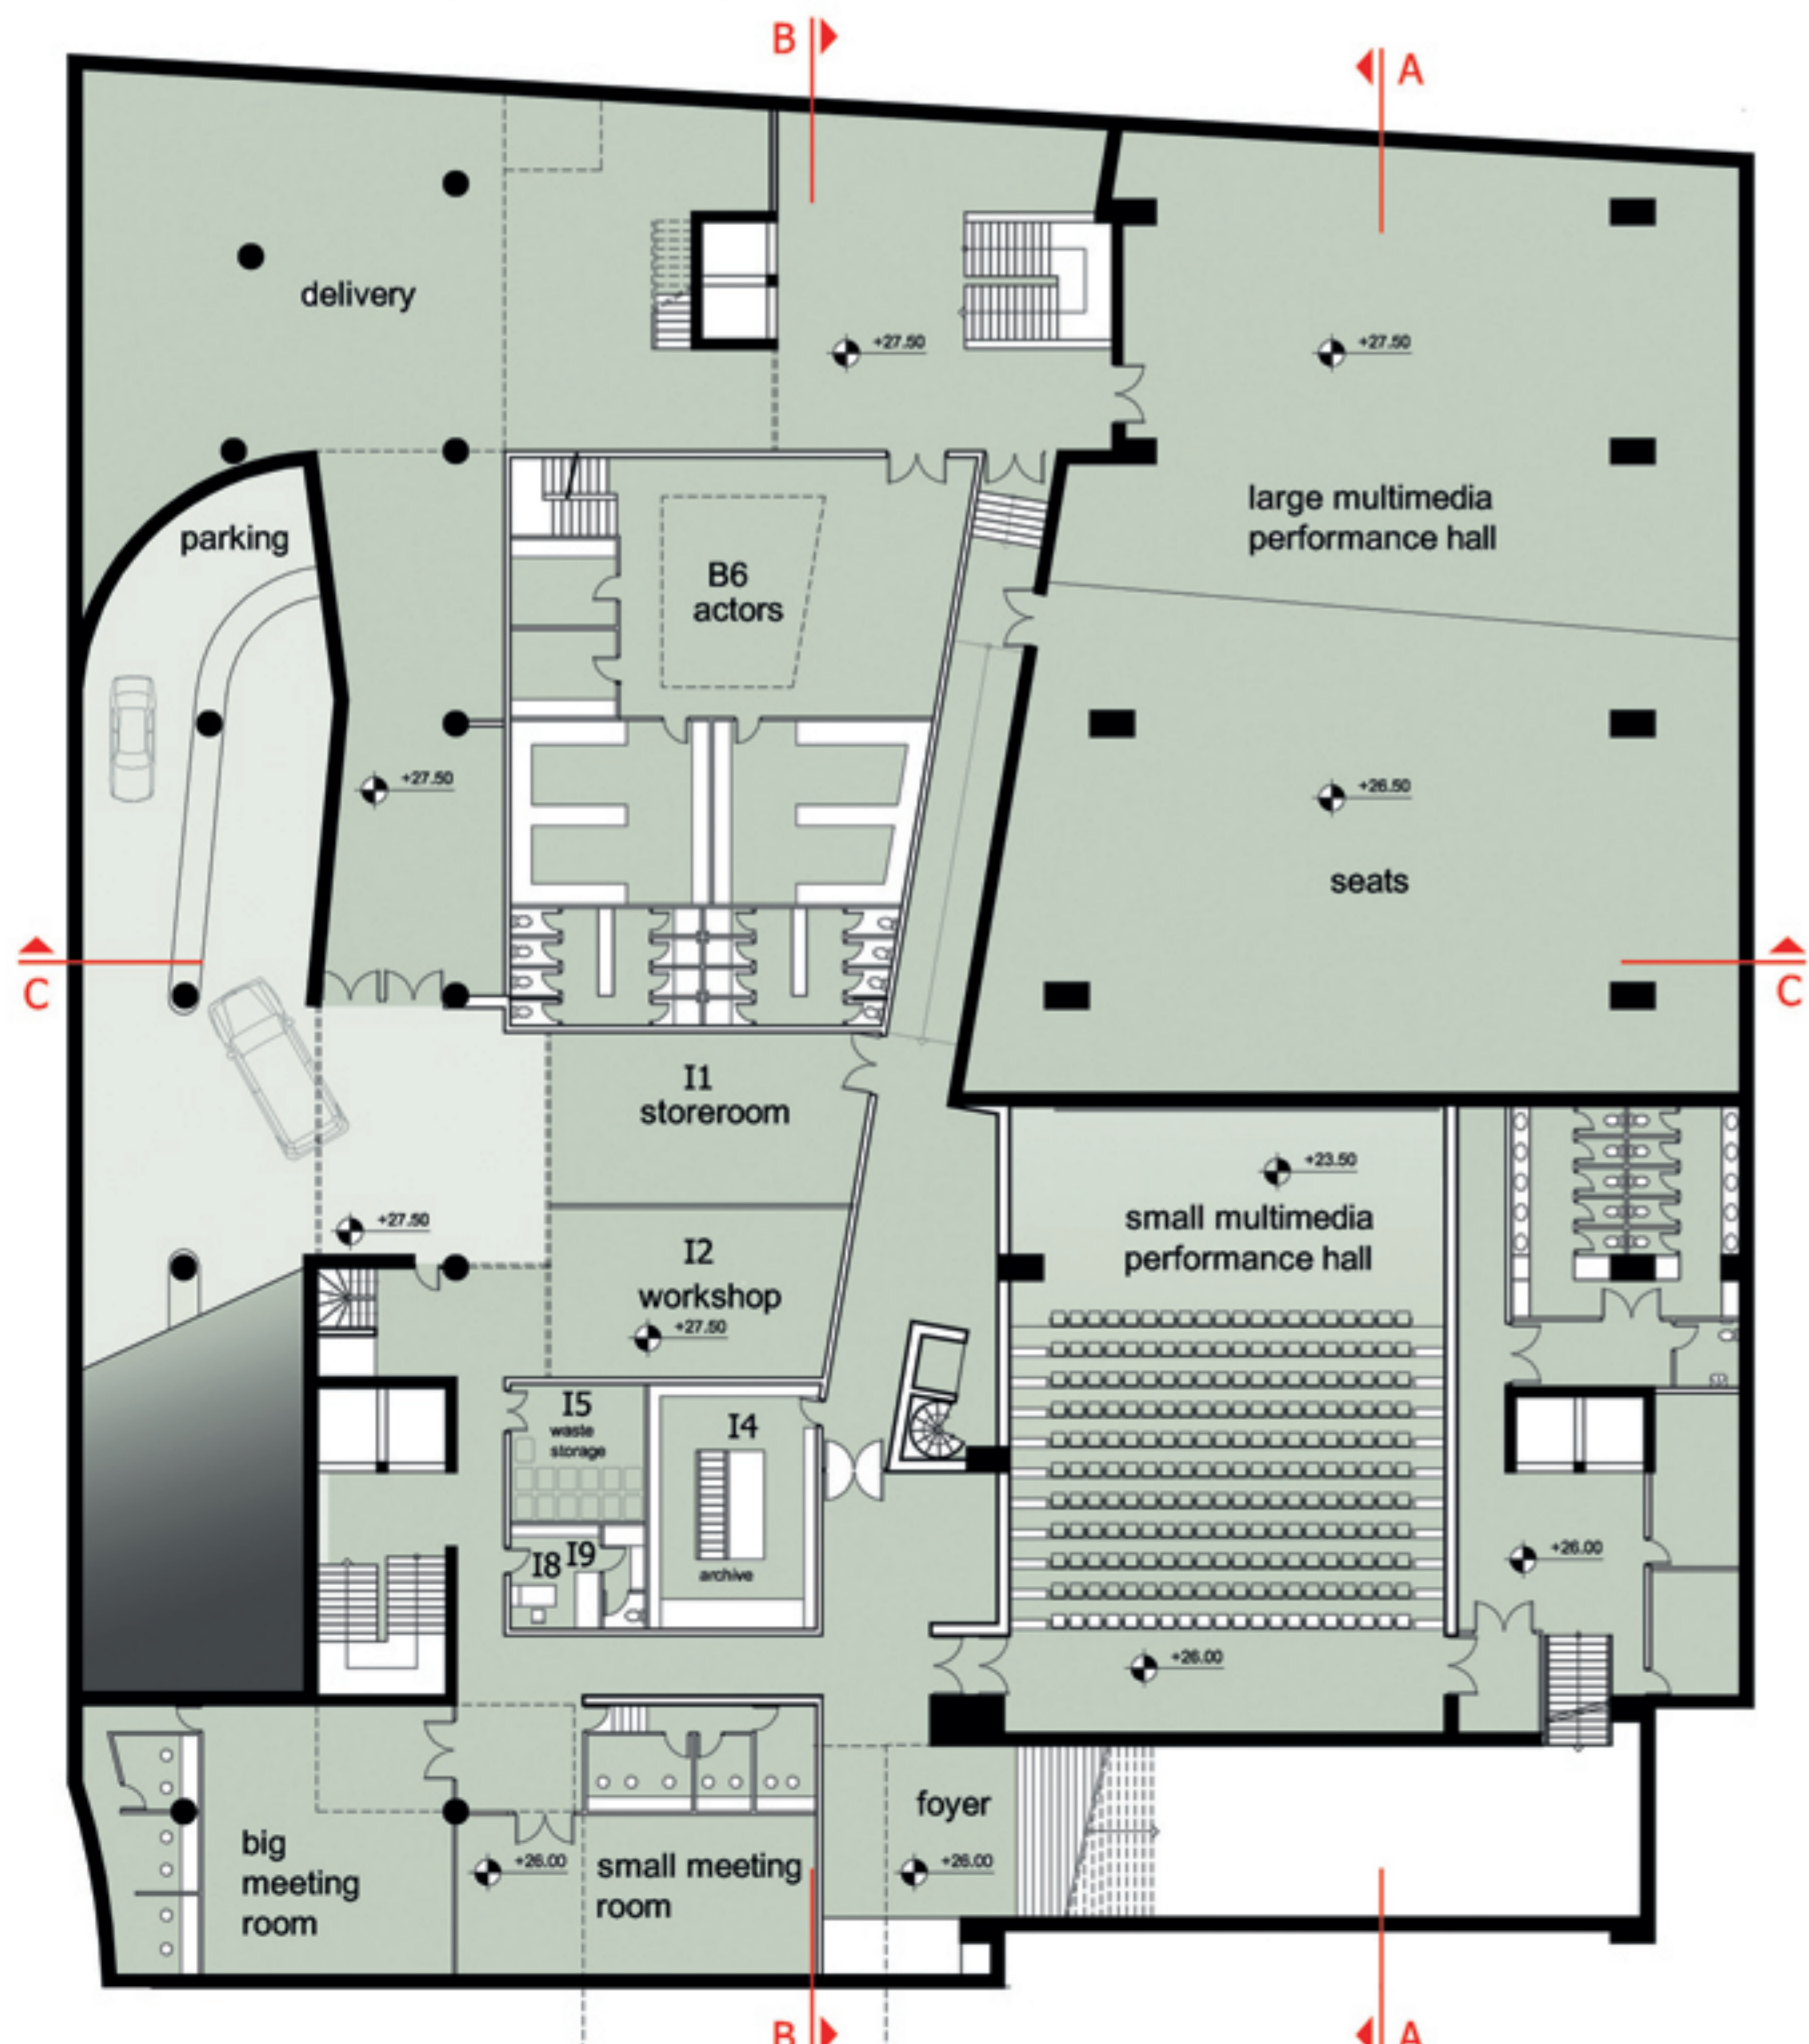 B
A
delivery
+27.50
+27.50
large multimedia
performance hall
parking
B6
actors
+27.50
+26.50
seats
C
C
I1
storeroom
+23.50
small multimedia
performance hall
+27.50
I2
workshop
+27.50
I5
waste
storage
I4
archive
I8
I9
+26.00
+26.00
foyer
+26.00
big
meeting
room
+26.00
small meeting
room
B
A